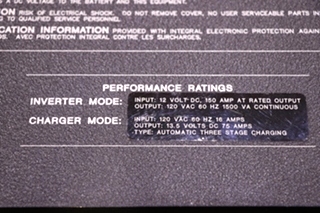 A DC VOLTAGE TO THE BATTERY AND THIS EQUIPMENT.
RISK OF ELECTRICAL SHOCK. DO NOT REMOVE COVER, NO USER SERVICEABLE PARTS IN
TO QUALIFIED SERVICE PERSONNEL.
CATION INFORMATION PROVIDED WITH INTEGRAL ELECTRONIC PROTECTION AGAIN
AVEC PROTECTION INTEGRAL CONTRE LES SURCHARGES.
PERFORMANCE RATINGS
INVERTER MODE: INPUT: 12 VOLT DC, 150 AMP AT RATED OUTPUT
OUTPUT: 120 VAC 60 HZ 1500 VA CONTINUOUS
CHARGER MODE: INPUT: 120 VAC 60 HZ 16 AMPS
OUTPUT: 13.5 VOLTS DC 75 AMPS
TYPE: AUTOMATIC THREE STAGE CHARGING